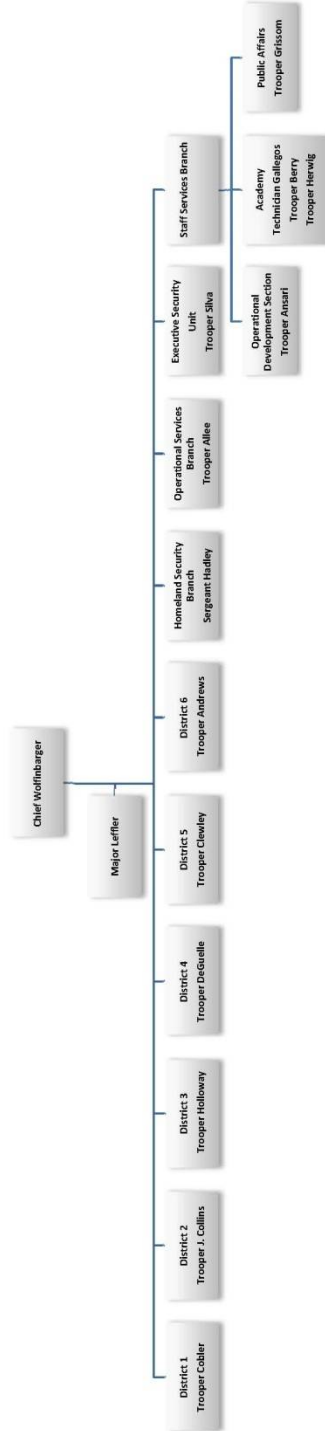 Chief Wolfinbarger
Major Leffler
District 1
Trooper Cobler
District 2
Trooper J. Collins
District 3
Trooper Holloway
District 4
Trooper DeGuelle
District 5
Trooper Clewley
District 6
Trooper Andrews
Homeland Security
Branch
Sergeant Hadley
Operational Services
Branch
Trooper Allee
Executive Security
Unit
Trooper Silva
Staff Services Branch
Operational
Development Section
Trooper Ansari
Academy
Technician Gallegos
Trooper Berry
Trooper Herwig
Public Affairs
Trooper Grissom